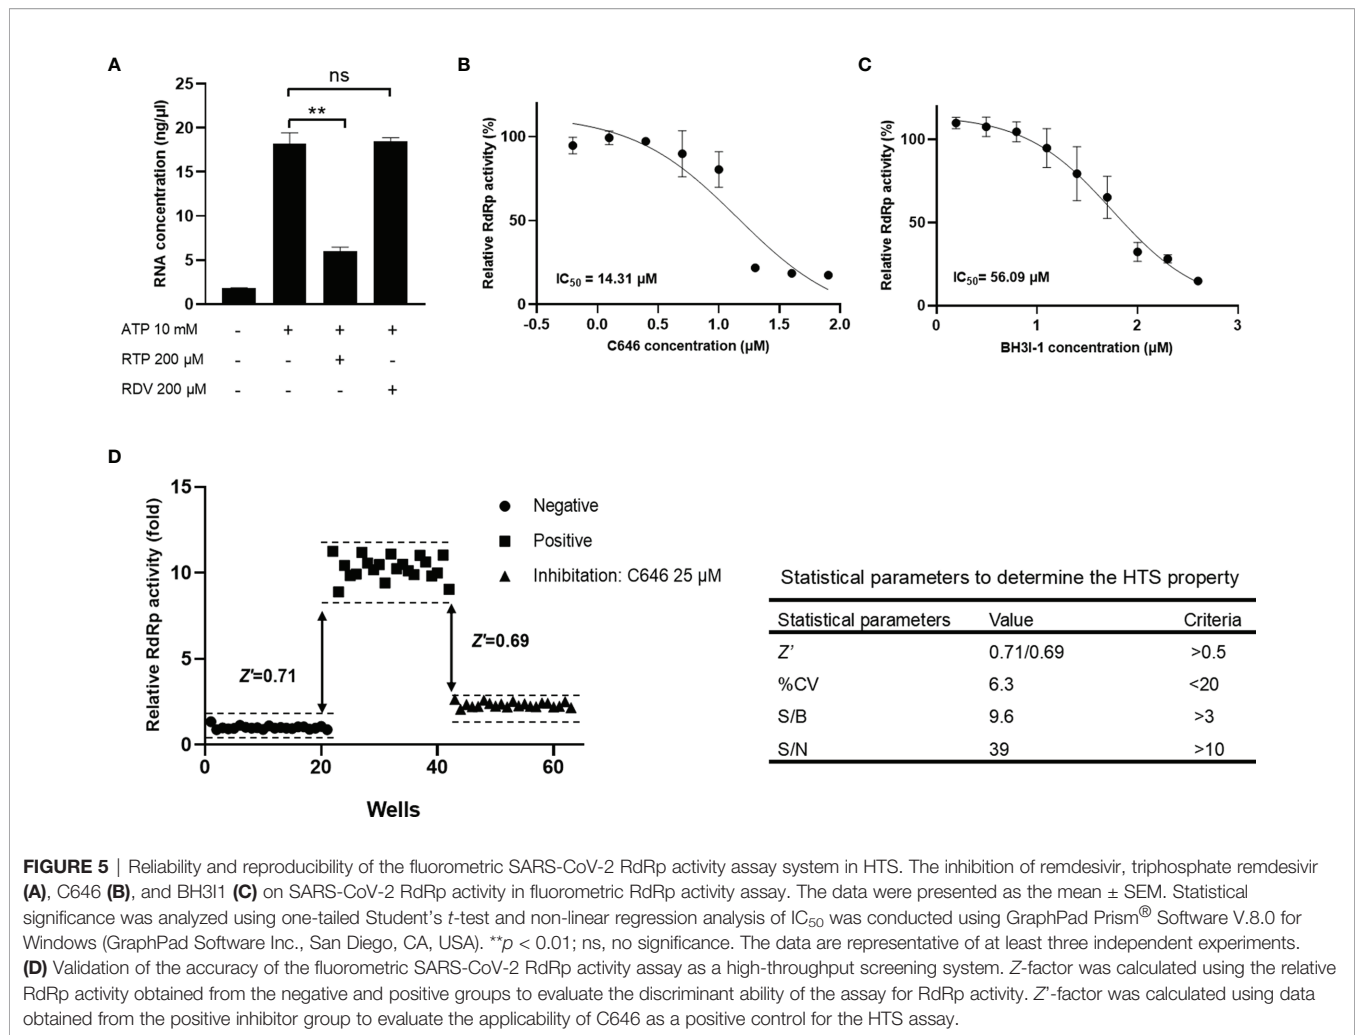 A
RNA concentration (ng/µl)
25
20
15
10
5
0
ns
**
ATP 10 mM - + + +
RTP 200 µM - - + -
RDV 200 µM - - - +
B
Relative RdRp activity (%)
100
50
0
IC50 = 14.31 µM
-0.5 0.0 0.5 1.0 1.5 2.0
C646 concentration (µM)
C
Relative RdRp activity (%)
100
50
0
IC50= 56.09 µM
0 1 2 3
BH3I-1 concentration (µM)
D
Relative RdRp activity (fold)
15
10
5
0
Z'=0.71
Z'=0.69
0 20 40 60
Wells
Negative
Positive
Inhibitation: C646 25 µM
Statistical parameters to determine the HTS property
Statistical parameters Value Criteria
Z' 0.71/0.69 >0.5
%CV 6.3 <20
S/B 9.6 >3
S/N 39 >10
FIGURE 5 | Reliability and reproducibility of the fluorometric SARS-CoV-2 RdRp activity assay system in HTS. The inhibition of remdesivir, triphosphate remdesivir
(A), C646 (B), and BH3I1 (C) on SARS-CoV-2 RdRp activity in fluorometric RdRp activity assay. The data were presented as the mean ± SEM. Statistical
significance was analyzed using one-tailed Student's t-test and non-linear regression analysis of IC50 was conducted using GraphPad Prism® Software V.8.0 for
Windows (GraphPad Software Inc., San Diego, CA, USA). **p < 0.01; ns, no significance. The data are representative of at least three independent experiments.
(D) Validation of the accuracy of the fluorometric SARS-CoV-2 RdRp activity assay as a high-throughput screening system. Z-factor was calculated using the relative
RdRp activity obtained from the negative and positive groups to evaluate the discriminant ability of the assay for RdRp activity. Z'-factor was calculated using data
obtained from the positive inhibitor group to evaluate the applicability of C646 as a positive control for the HTS assay.